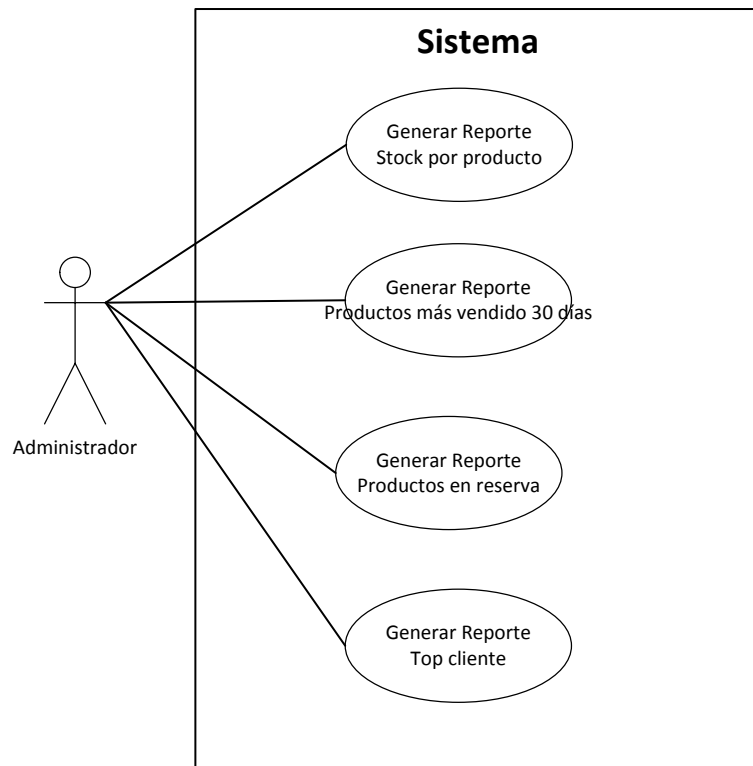 Sistema
Generar Reporte
Stock por producto
Generar Reporte
Productos más vendido 30 días
Administrador
Generar Reporte
Productos en reserva
Generar Reporte
Top cliente